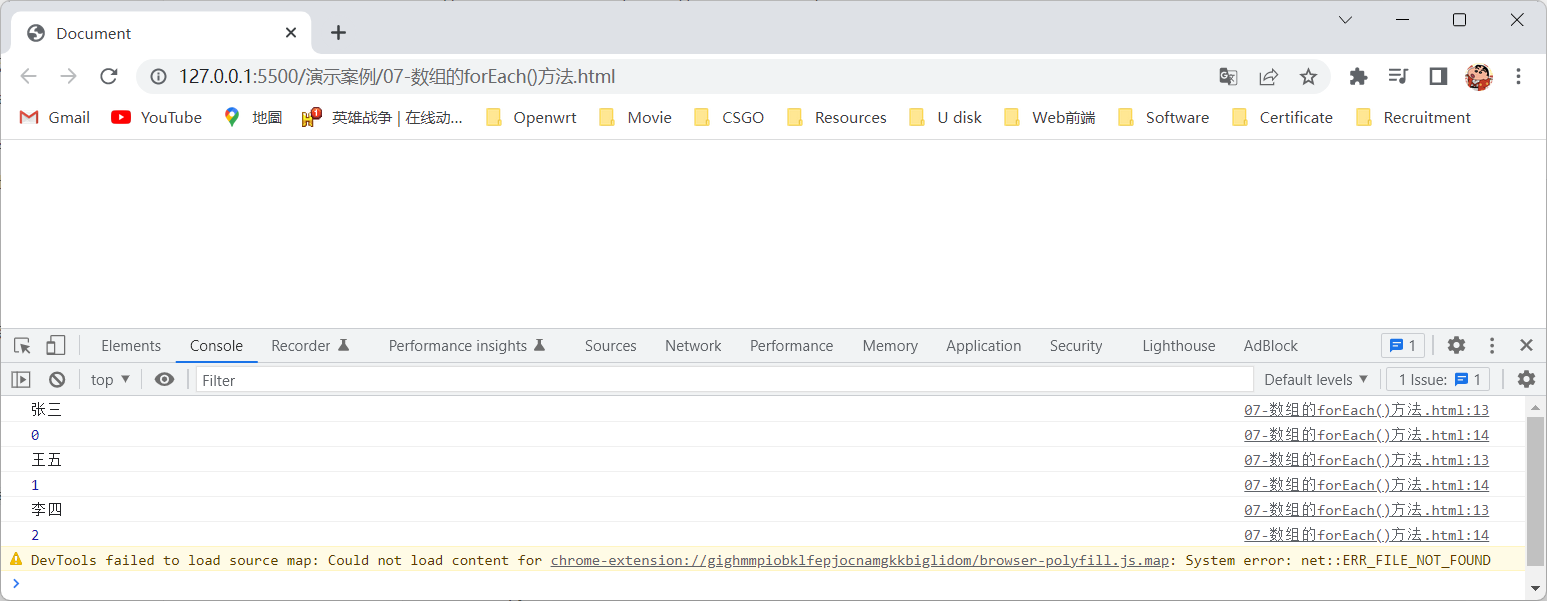 Document
127.0.0.1:5500/演示案例/07-数组的forEach()方法.html
Gmail YouTube 地圖 英雄战争 | 在线动... Openwrt Movie CSGO Resources U disk Web前端 Software Certificate Recruitment
Elements Console Recorder Performance insights Sources Network Performance Memory Application Security Lighthouse AdBlock 1
top Filter Default levels 1 Issue: 1
张三 07-数组的forEach()方法.html:13
0 07-数组的forEach()方法.html:14
王五 07-数组的forEach()方法.html:13
1 07-数组的forEach()方法.html:14
李四 07-数组的forEach()方法.html:13
2 07-数组的forEach()方法.html:14
DevTools failed to load source map: Could not load content for chrome-extension://gighmmpiobklfepjocnamgkkbiglidom/browser-polyfill.js.map: System error: net::ERR_FILE_NOT_FOUND